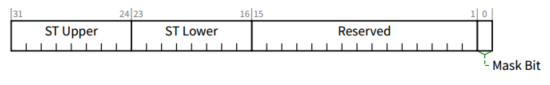 31 24 23 16 15 1 0
ST Upper ST Lower Reserved
Mask Bit